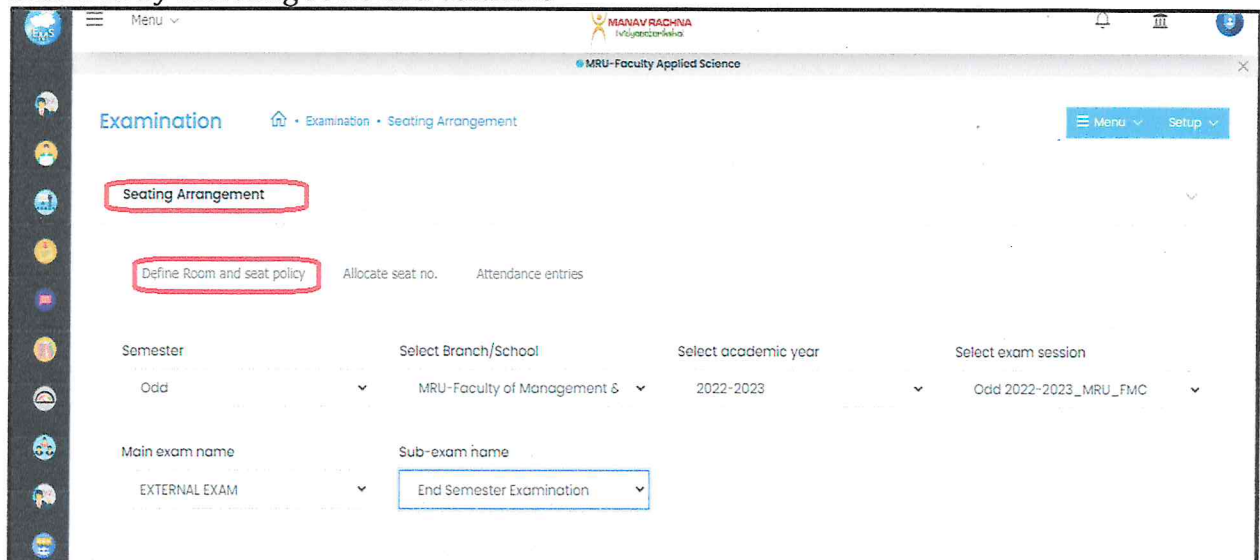 EMS
Menu
MANAV RACHNA
MRU-Faculty Applied Science
Examination • Examination • Seating Arrangement
Menu Setup
Seating Arrangement
Define Room and seat policy Allocate seat no. Attendance entries
Semester Select Branch/School Select academic year Select exam session
Odd MRU-Faculty of Management & 2022-2023 Odd 2022-2023_MRU_FMC
Main exam name Sub-exam name
EXTERNAL EXAM End Semester Examination